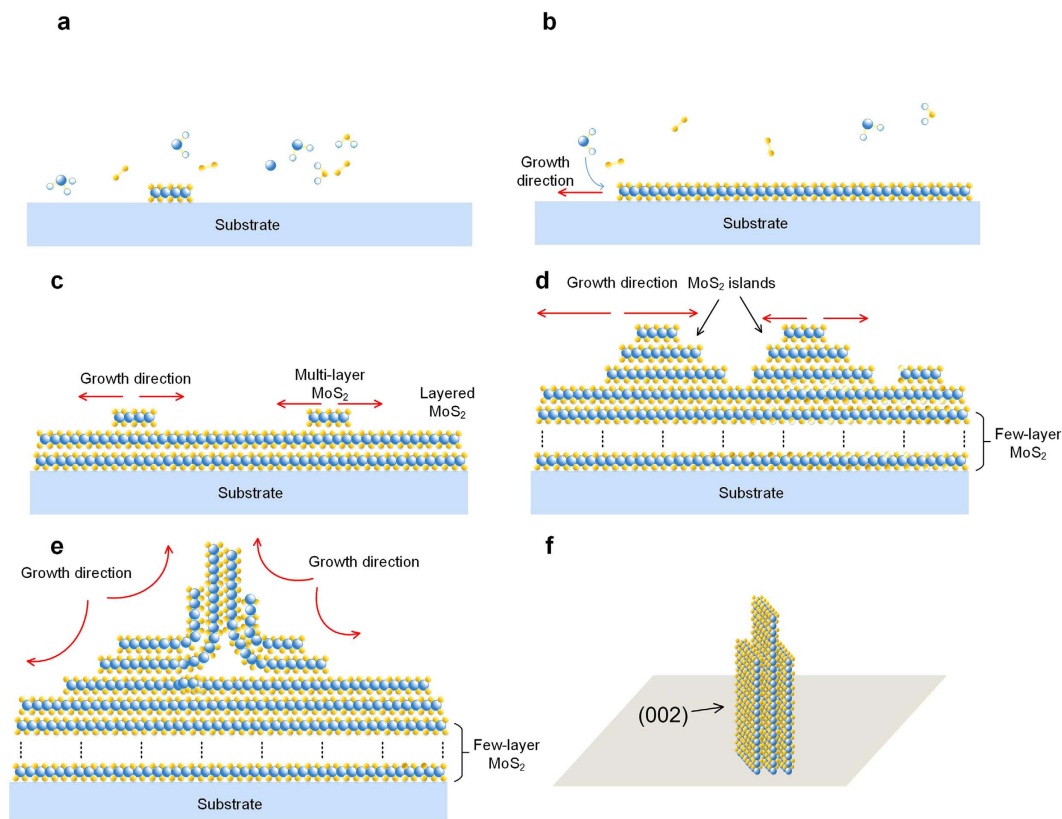 a
b
Growth
direction
Substrate
Substrate
c
Growth direction
Multi-layer
MoS2
Layered
MoS2
Substrate
d
Growth direction
MoS2 islands
Few-layer
MoS2
Substrate
e
Growth direction
Growth direction
Few-layer
MoS2
Substrate
f
(002)